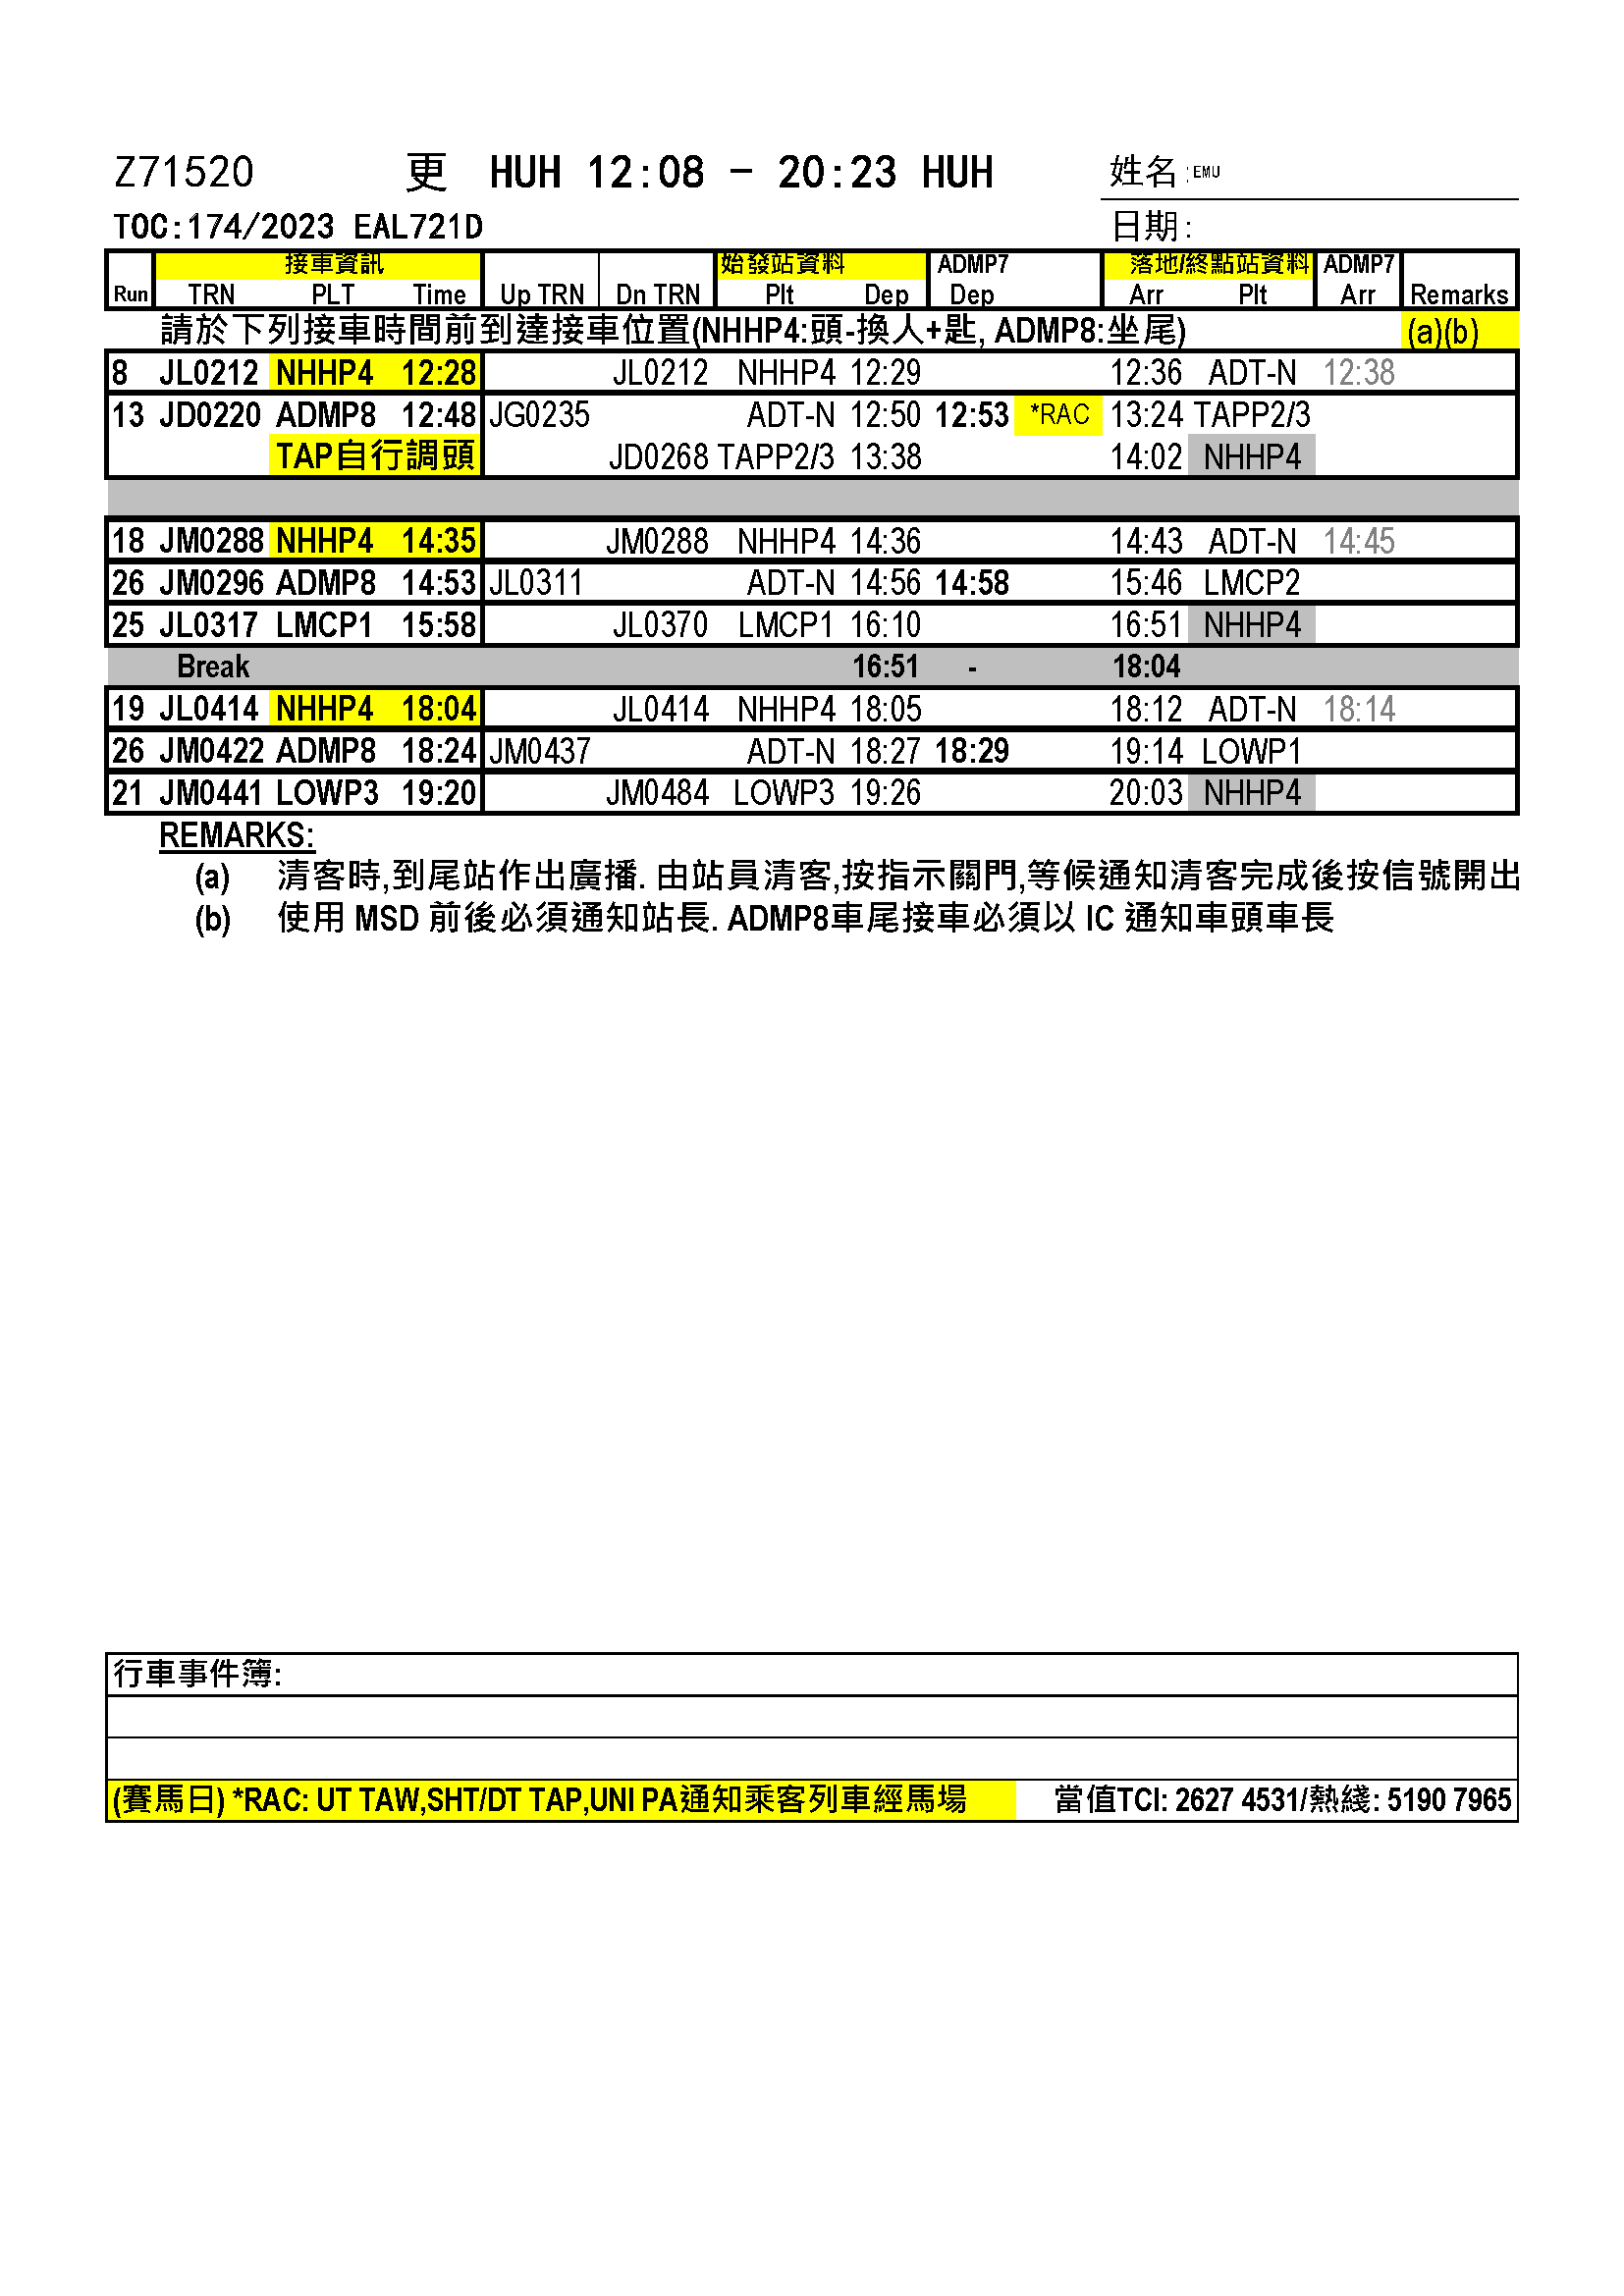 Z71520 更 HUH 12:08 - 20:23 HUH 姓名:EMU
TOC:174/2023 EAL721D 日期:
接車資訊 始發站資料 ADMP7 落地/終點站資料 ADMP7
Run TRN PLT Time Up TRN Dn TRN Plt Dep Dep Arr Plt Arr Remarks
請於下列接車時間前到達接車位置(NHHP4:頭-換人+匙, ADMP8:坐尾) (a)(b)
8 JL0212 NHHP4 12:28 JL0212 NHHP4 12:29 12:36 ADT-N 12:38
13 JD0220 ADMP8 12:48 JG0235 ADT-N 12:50 12:53 *RAC 13:24 TAPP2/3
TAP自行調頭 JD0268 TAPP2/3 13:38 14:02 NHHP4
18 JM0288 NHHP4 14:35 JM0288 NHHP4 14:36 14:43 ADT-N 14:45
26 JM0296 ADMP8 14:53 JL0311 ADT-N 14:56 14:58 15:46 LMCP2
25 JL0317 LMCP1 15:58 JL0370 LMCP1 16:10 16:51 NHHP4
Break 16:51 - 18:04
19 JL0414 NHHP4 18:04 JL0414 NHHP4 18:05 18:12 ADT-N 18:14
26 JM0422 ADMP8 18:24 JM0437 ADT-N 18:27 18:29 19:14 LOWP1
21 JM0441 LOWP3 19:20 JM0484 LOWP3 19:26 20:03 NHHP4
REMARKS:
(a) 清客時,到尾站作出廣播. 由站員清客,按指示關門,等候通知清客完成後按信號開出
(b) 使用 MSD 前後必須通知站長. ADMP8車尾接車必須以 IC 通知車頭車長
行車事件簿:
(賽馬日) *RAC: UT TAW,SHT/DT TAP,UNI PA通知乘客列車經馬場 當值TCI: 2627 4531/熱綫: 5190 7965